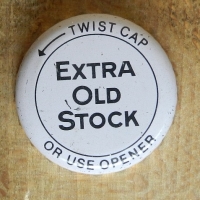 TWIST CAP
EXTRA
OLD
STOCK
OR USE OPENER